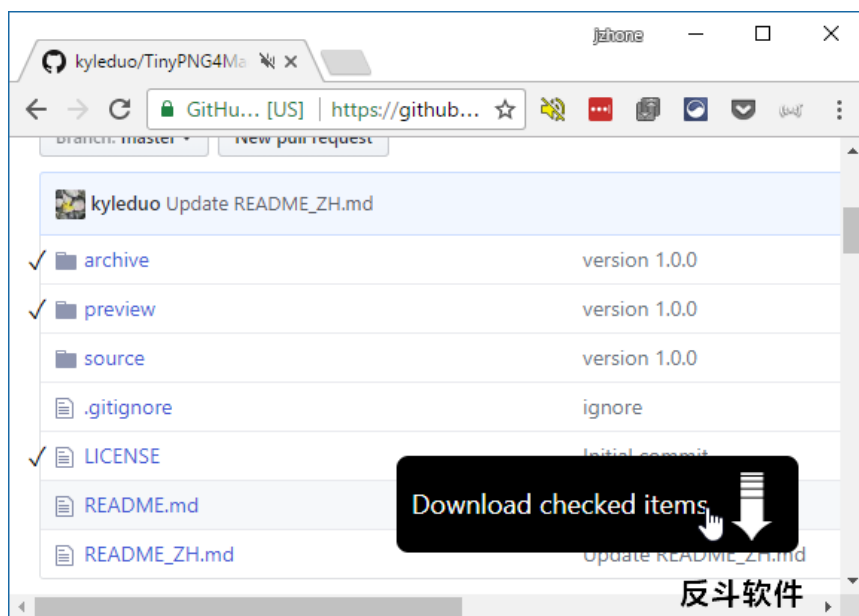 jzhone
kyleduo/TinyPNG4Ma
GitHu... [US] https://github...
Branch: master New pull request
kyleduo Update README_ZH.md
archive version 1.0.0
preview version 1.0.0
source version 1.0.0
.gitignore ignore
LICENSE Initial commit
README.md
Download checked items
README_ZH.md Update README_ZH.md
反斗软件